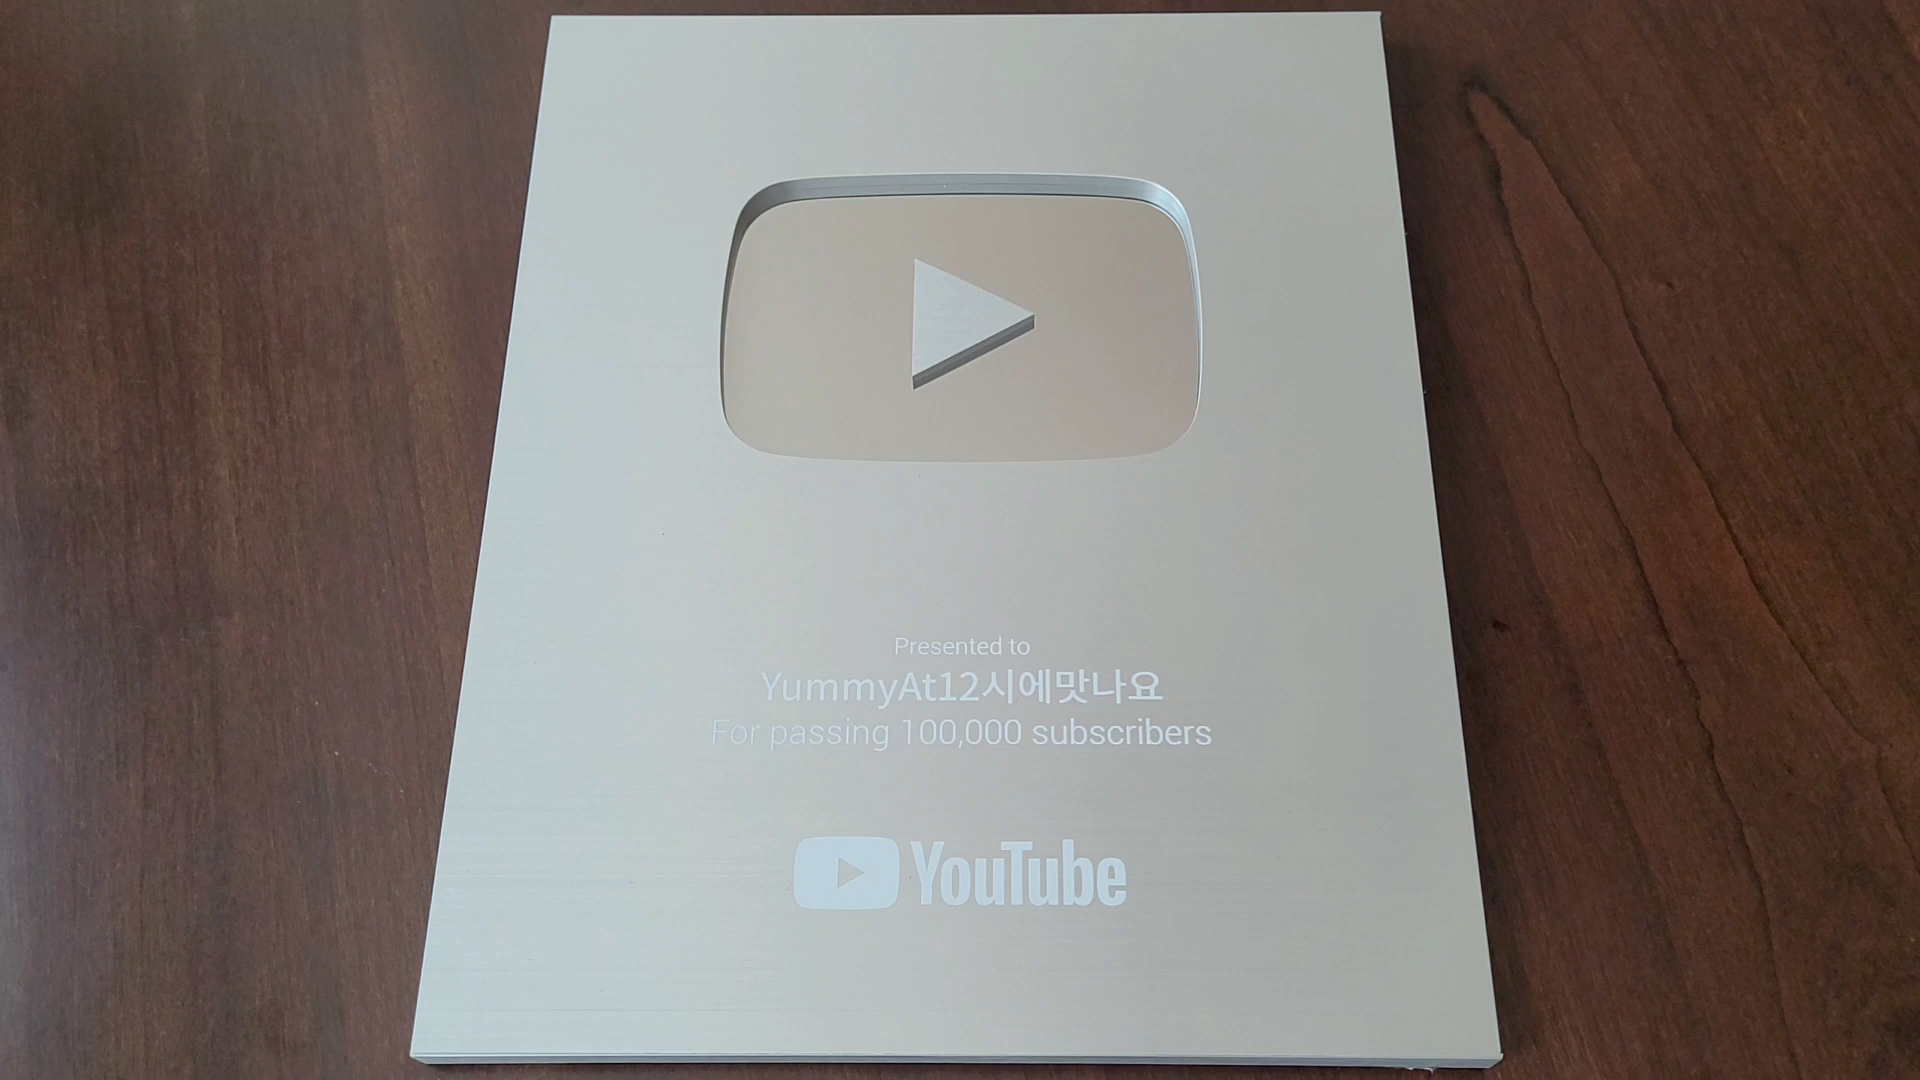 Presented to
YummyAt12시에맛나요
For passing 100,000 subscribers
YouTube